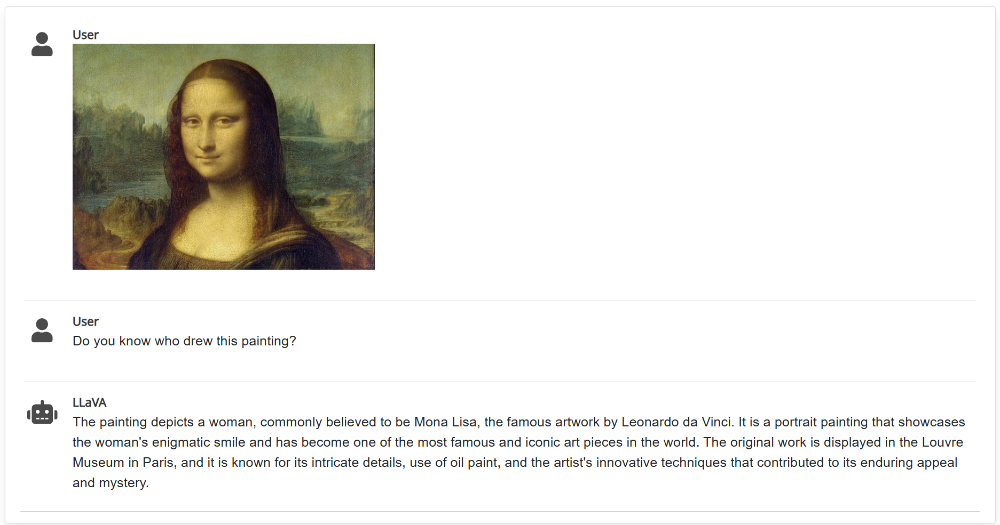 User
User
Do you know who drew this painting?
LLaVA
The painting depicts a woman, commonly believed to be Mona Lisa, the famous artwork by Leonardo da Vinci. It is a portrait painting that showcases
the woman's enigmatic smile and has become one of the most famous and iconic art pieces in the world. The original work is displayed in the Louvre
Museum in Paris, and it is known for its intricate details, use of oil paint, and the artist's innovative techniques that contributed to its enduring appeal
and mystery.